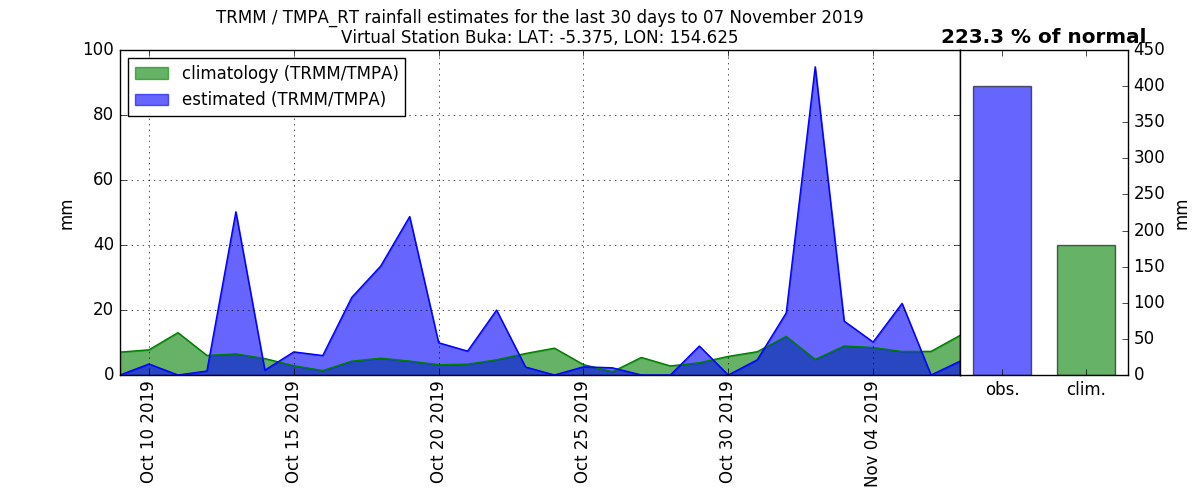 TRMM / TMPA_RT rainfall estimates for the last 30 days to 07 November 2019
Virtual Station Buka: LAT: -5.375, LON: 154.625
223.3 % of normal
climatology (TRMM/TMPA)
estimated (TRMM/TMPA)
100
80
60
40
20
0
mm
Oct 10 2019
Oct 15 2019
Oct 20 2019
Oct 25 2019
Oct 30 2019
Nov 04 2019
obs.
clim.
450
400
350
300
250
200
150
100
50
0
mm